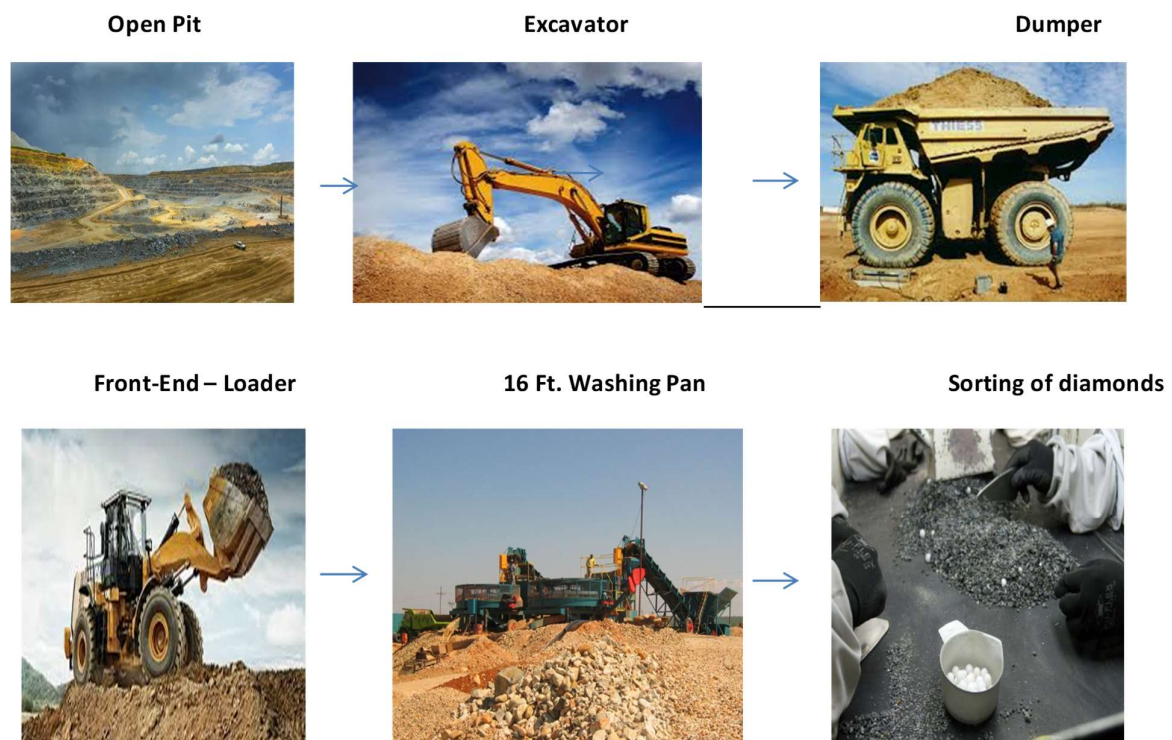 Open Pit
Excavator
Dumper
THIESS
Front-End – Loader
16 Ft. Washing Pan
Sorting of diamonds